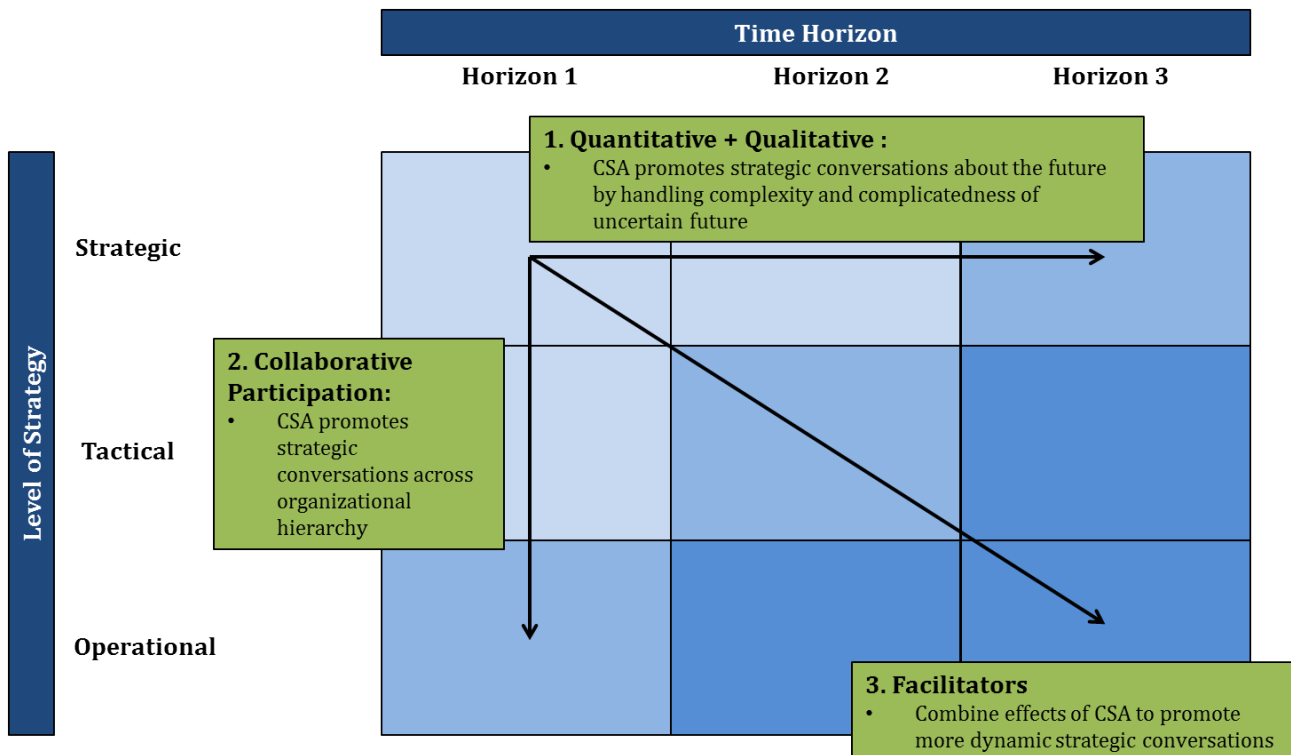 Time Horizon
Horizon 1 Horizon 2 Horizon 3
1. Quantitative + Qualitative :
• CSA promotes strategic conversations about the future
by handling complexity and complicatedness of
uncertain future
Level of Strategy
Strategic
2. Collaborative
Participation:
• CSA promotes
strategic
conversations across
organizational
hierarchy
Tactical
Operational
3. Facilitators
• Combine effects of CSA to promote
more dynamic strategic conversations